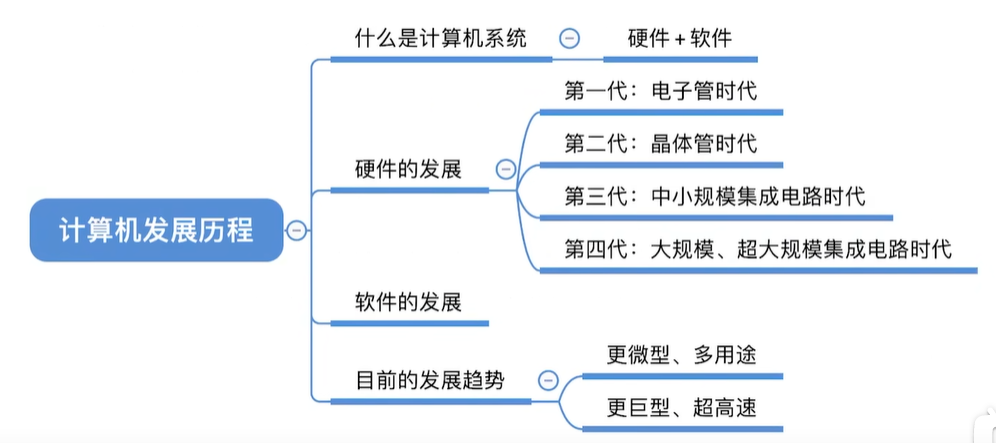 计算机发展历程
什么是计算机系统
硬件+软件
硬件的发展
第一代：电子管时代
第二代：晶体管时代
第三代：中小规模集成电路时代
第四代：大规模、超大规模集成电路时代
软件的发展
目前的发展趋势
更微型、多用途
更巨型、超高速